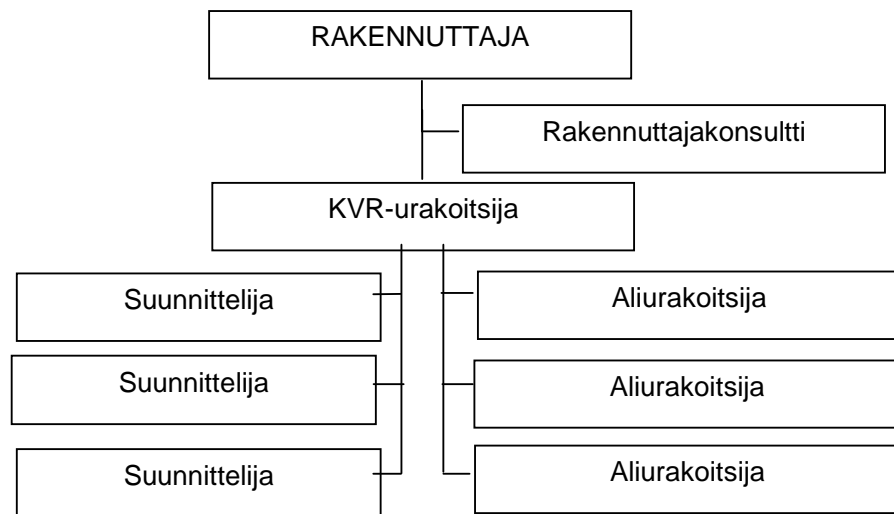 RAKENNUTTAJA
Rakennuttajakonsultti
KVR-urakoitsija
Suunnittelija
Aliurakoitsija
Suunnittelija
Aliurakoitsija
Suunnittelija
Aliurakoitsija